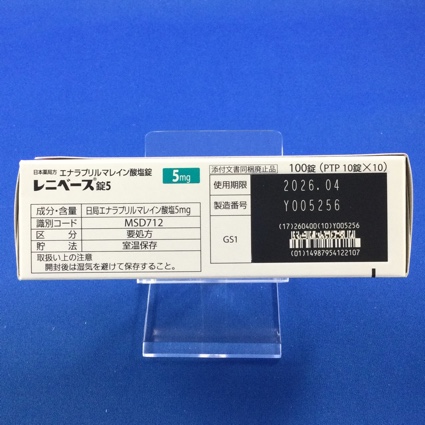 日本薬局方 エナラプリルマレイン酸塩錠
レニベース®錠5
5mg
成分・含量 日局エナラプリルマレイン酸塩5mg
識別コード MSD712
区分 要処方
貯法 室温保存
取扱い上の注意
開封後は湿気を避けて保存すること。
添付文書同梱廃止品 100錠 (PTP 10錠×10)
使用期限 2026.04
製造番号 Y005256
GS1
(17)260400(10)Y005256
(01)14987954122107